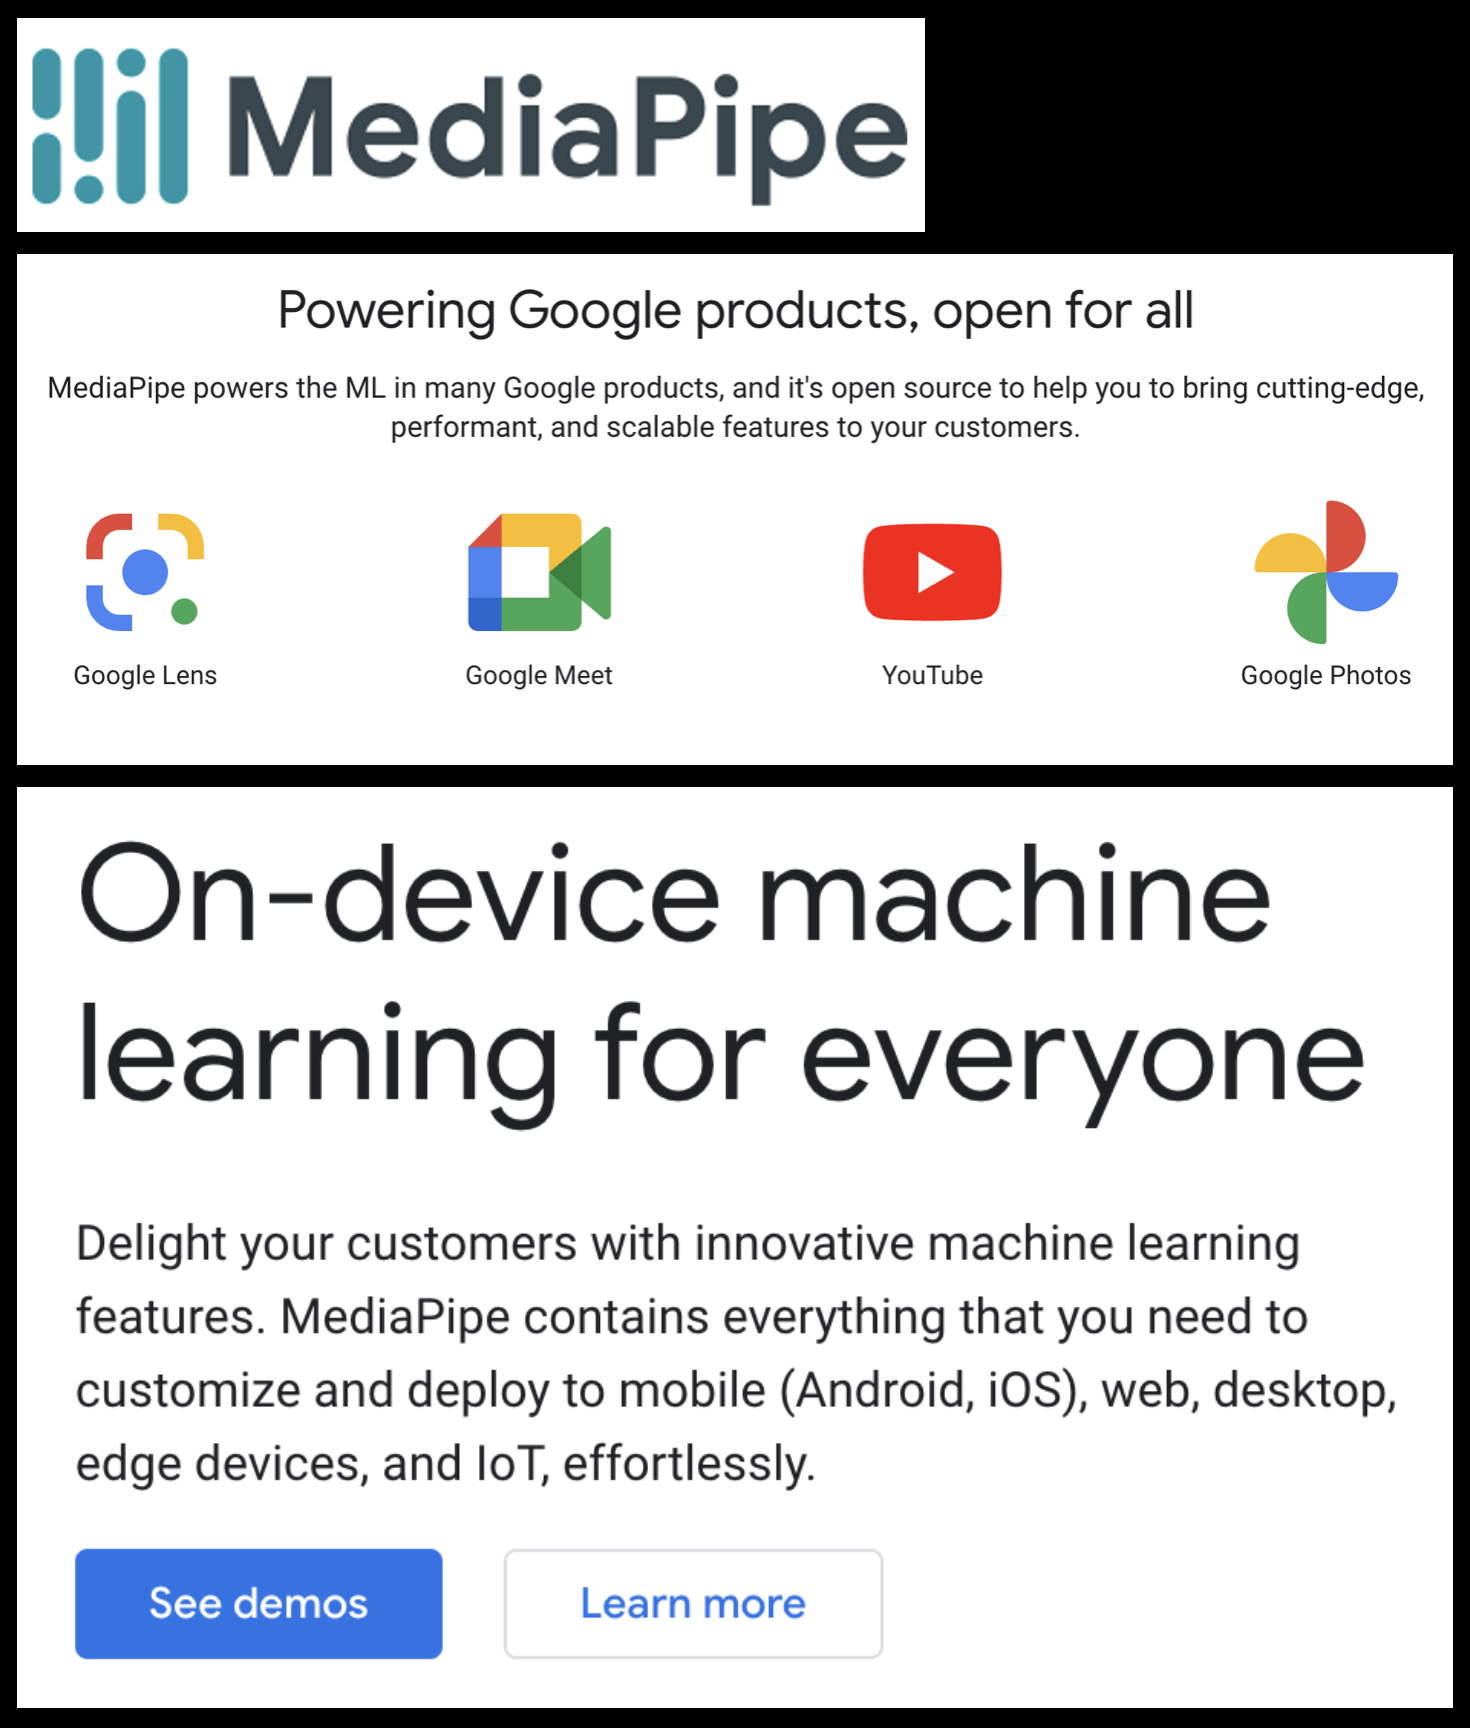 MediaPipe
Powering Google products, open for all
MediaPipe powers the ML in many Google products, and it's open source to help you to bring cutting-edge,
performant, and scalable features to your customers.
Google Lens
Google Meet
YouTube
Google Photos
On-device machine
learning for everyone
Delight your customers with innovative machine learning
features. MediaPipe contains everything that you need to
customize and deploy to mobile (Android, iOS), web, desktop,
edge devices, and IoT, effortlessly.
See demos
Learn more